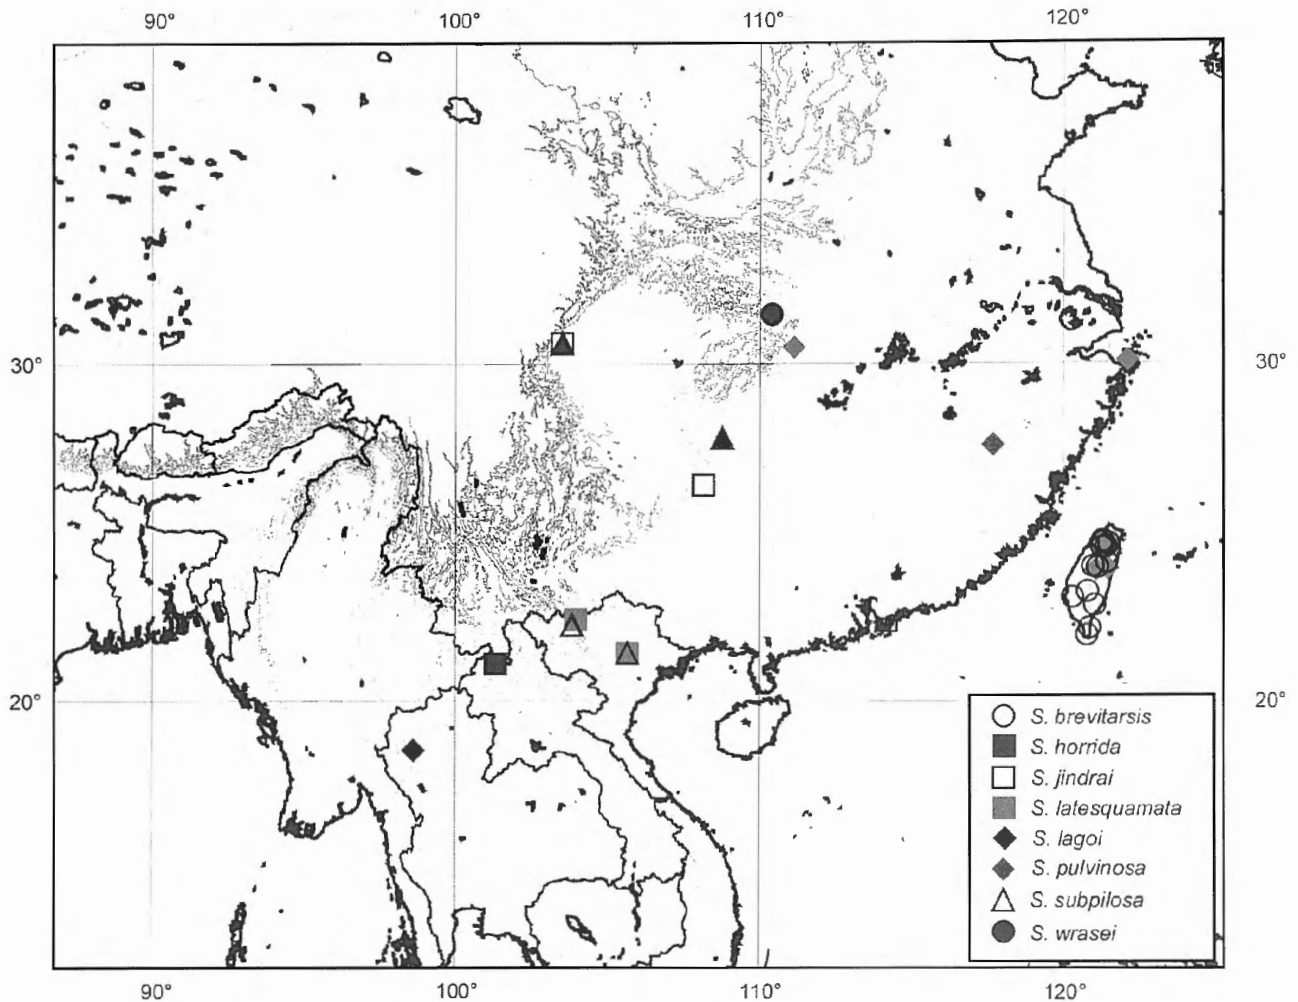 90° 100° 110° 120°
30° 30°
20° 20°
S. brevitarsis
S. horrida
S. jindrai
S. latesquamata
S. lagoi
S. pulvinosa
S. subpilosa
S. wrasei
90° 100° 110° 120°